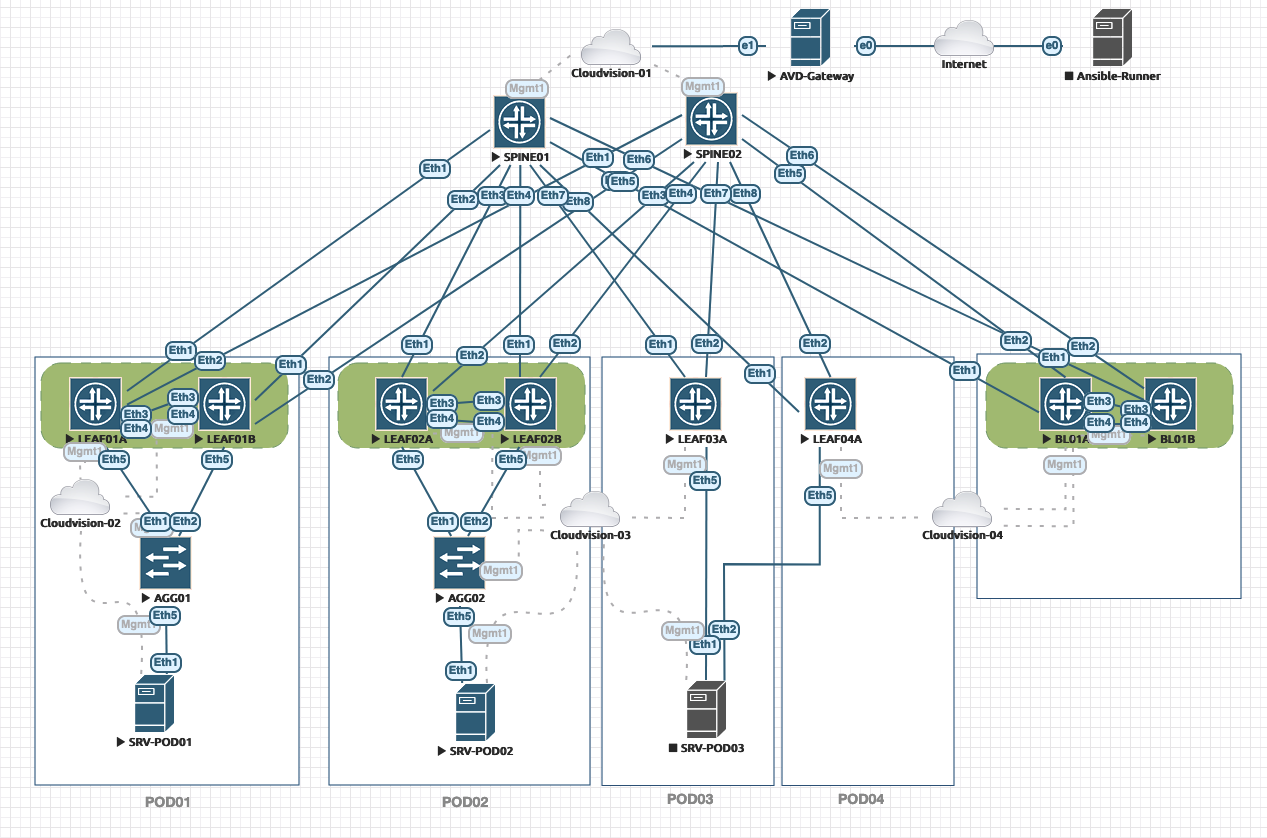 e1
e0
e0
Cloudvision-01
Internet
AVD-Gateway
Ansible-Runner
Mgmt1
Mgmt1
SPINE01
SPINE02
Eth1
Eth1
Eth6
Eth6
Eth5
Eth5
Eth2
Eth3
Eth4
Eth7
Eth8
Eth3
Eth4
Eth7
Eth8
Eth1
Eth2
Eth1
Eth2
Eth1
Eth2
Eth1
Eth2
Eth1
Eth2
Eth1
Eth2
Eth1
Eth2
Eth1
Eth2
Eth3
Eth3
Eth4
Eth4
Mgmt1
Eth3
Eth3
Eth4
Eth4
Mgmt1
Eth3
Eth3
Eth4
Eth4
Mgmt1
LEAF01A
LEAF01B
LEAF02A
LEAF02B
LEAF03A
LEAF04A
BL01A
BL01B
Mgmt1
Eth5
Eth5
Eth5
Eth5
Mgmt1
Mgmt1
Eth5
Mgmt1
Eth5
Mgmt1
Cloudvision-02
Eth1
Eth2
Eth1
Eth2
Cloudvision-03
Cloudvision-04
Mgmt1
AGG01
AGG02
Eth5
Mgmt1
Eth5
Mgmt1
Mgmt1
Eth2
Eth1
Eth1
Eth1
SRV-POD01
SRV-POD02
SRV-POD03
POD01
POD02
POD03
POD04